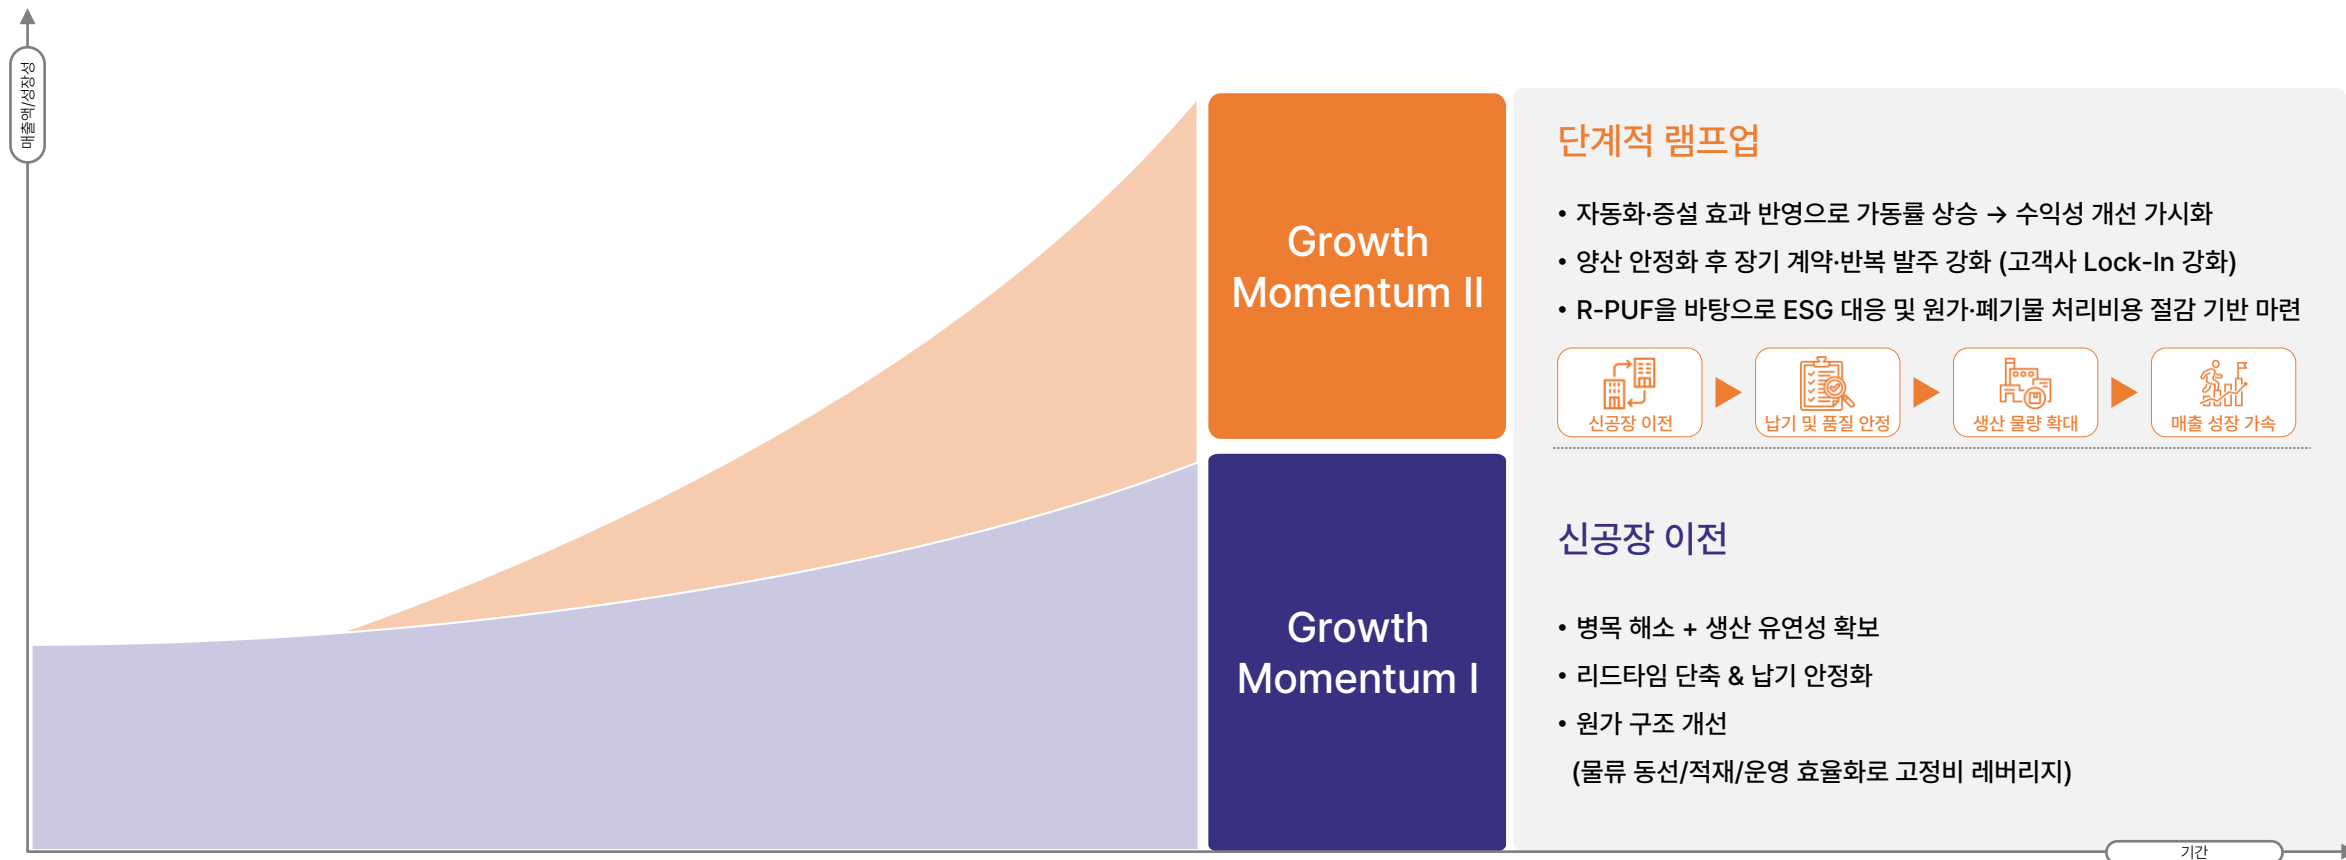 매출액/성장성
Growth
Momentum II
단계적 램프업
• 자동화·증설 효과 반영으로 가동률 상승 → 수익성 개선 가시화
• 양산 안정화 후 장기 계약·반복 발주 강화 (고객사 Lock-In 강화)
• R-PUF을 바탕으로 ESG 대응 및 원가·폐기물 처리비용 절감 기반 마련
신공장 이전
납기 및 품질 안정
생산 물량 확대
매출 성장 가속
Growth
Momentum I
신공장 이전
• 병목 해소 + 생산 유연성 확보
• 리드타임 단축 & 납기 안정화
• 원가 구조 개선
(물류 동선/적재/운영 효율화로 고정비 레버리지)
기간